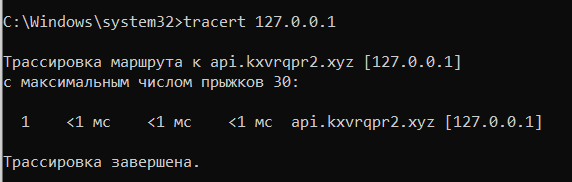 C:\Windows\system32>tracert 127.0.0.1
Трассировка маршрута к api.kxvrqpr2.xyz [127.0.0.1]
с максимальным числом прыжков 30:
1 <1 мс <1 мс <1 мс api.kxvrqpr2.xyz [127.0.0.1]
Трассировка завершена.